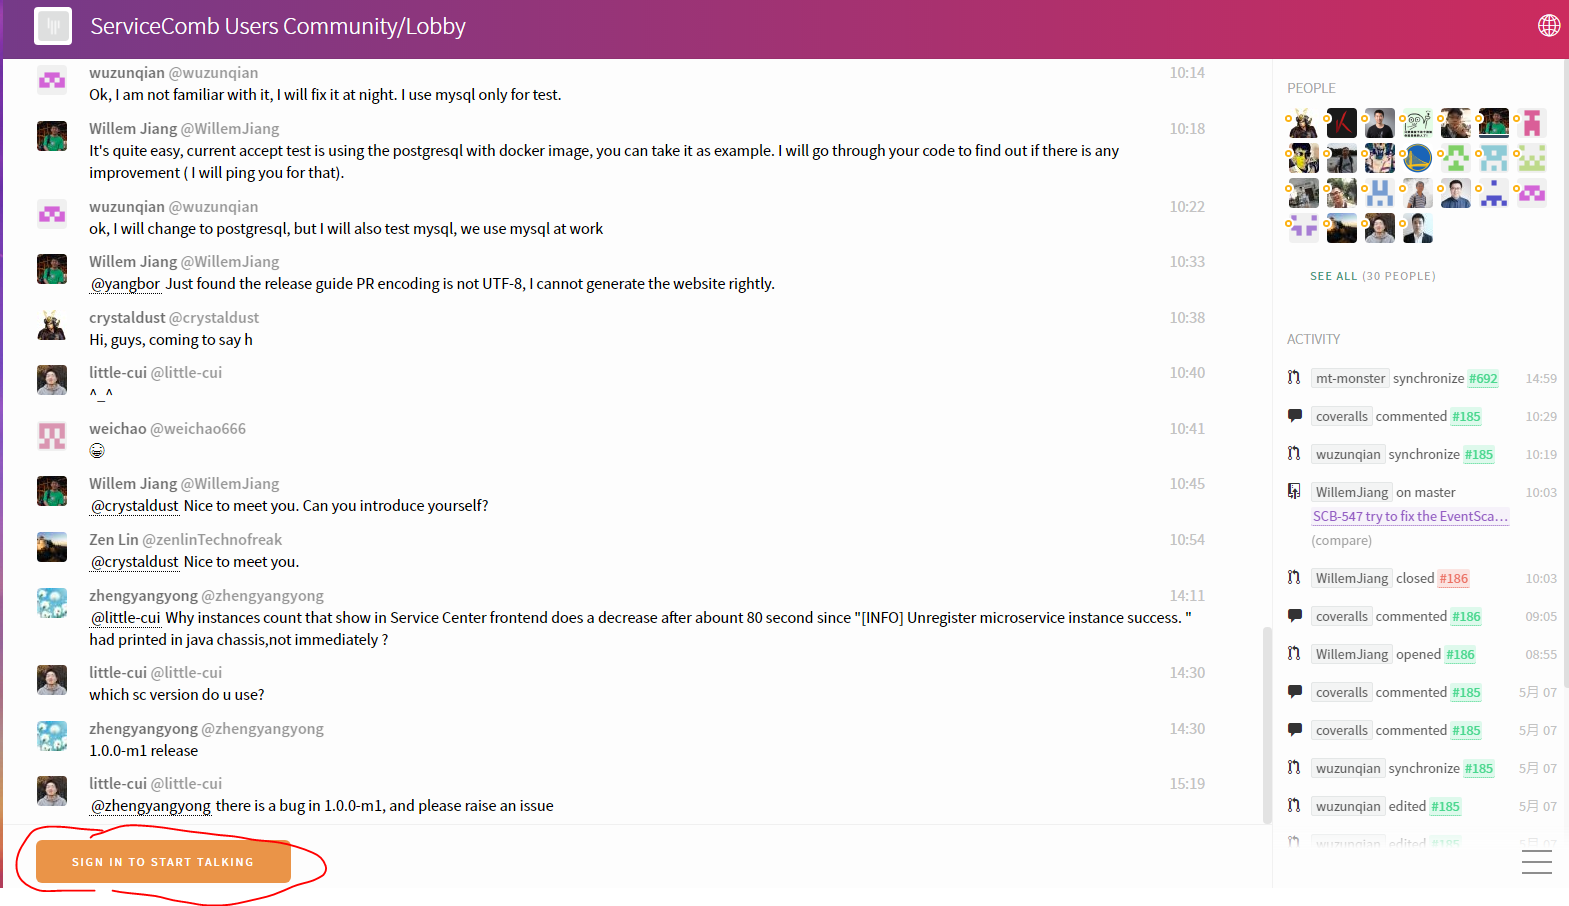 ServiceComb Users Community/Lobby
wuzunqian @wuzunqian 10:14
Ok, I am not familiar with it, I will fix it at night. I use mysql only for test.
Willem Jiang @WillemJiang 10:18
It's quite easy, current accept test is using the postgresql with docker image, you can take it as example. I will go through your code to find out if there is any
improvement ( I will ping you for that).
wuzunqian @wuzunqian 10:22
ok, I will change to postgresql, but I will also test mysql, we use mysql at work
Willem Jiang @WillemJiang 10:33
@yangbor Just found the release guide PR encoding is not UTF-8, I cannot generate the website rightly.
crystaldust @crystaldust 10:38
Hi, guys, coming to say h
little-cui @little-cui 10:40
^_^
weichao @weichao666 10:41
Willem Jiang @WillemJiang 10:45
@crystaldust Nice to meet you. Can you introduce yourself?
Zen Lin @zenlinTechnofreak 10:54
@crystaldust Nice to meet you.
zhengyangyong @zhengyangyong 14:11
@little-cui Why instances count that show in Service Center frontend does a decrease after abount 80 second since "[INFO] Unregister microservice instance success. "
had printed in java chassis,not immediately ?
little-cui @little-cui 14:30
which sc version do u use?
zhengyangyong @zhengyangyong 14:30
1.0.0-m1 release
little-cui @little-cui 15:19
@zhengyangyong there is a bug in 1.0.0-m1, and please raise an issue
SIGN IN TO START TALKING
PEOPLE
SEE ALL (30 PEOPLE)
ACTIVITY
mt-monster synchronize #692 14:59
coveralls commented #185 10:29
wuzunqian synchronize #185 10:19
WillemJiang on master 10:03
SCB-547 try to fix the EventSca...
(compare)
WillemJiang closed #186 10:03
coveralls commented #186 09:05
WillemJiang opened #186 08:55
coveralls commented #185 5月 07
coveralls commented #185 5月 07
wuzunqian synchronize #185 5月 07
wuzunqian edited #185 5月 07
wuzunqian edited #185 5月 07